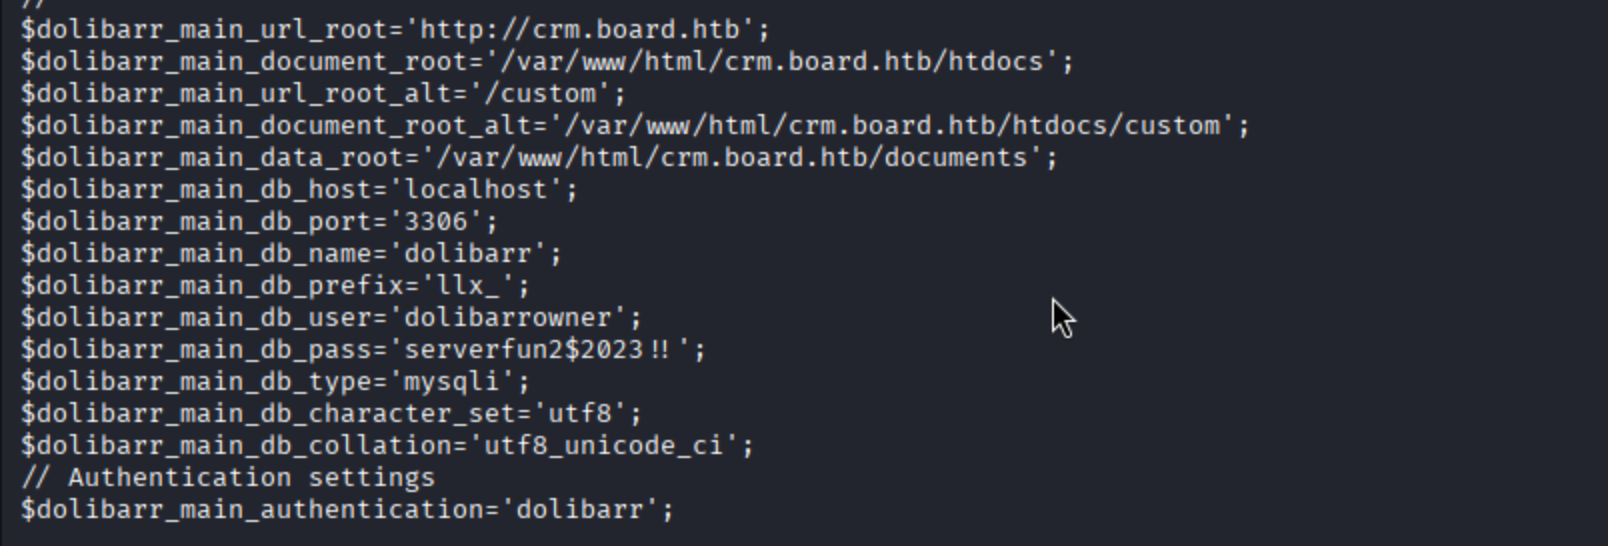 //
$dolibarr_main_url_root='http://crm.board.htb';
$dolibarr_main_document_root='/var/www/html/crm.board.htb/htdocs';
$dolibarr_main_url_root_alt='/custom';
$dolibarr_main_document_root_alt='/var/www/html/crm.board.htb/htdocs/custom';
$dolibarr_main_data_root='/var/www/html/crm.board.htb/documents';
$dolibarr_main_db_host='localhost';
$dolibarr_main_db_port='3306';
$dolibarr_main_db_name='dolibarr';
$dolibarr_main_db_prefix='llx_';
$dolibarr_main_db_user='dolibarrowner';
$dolibarr_main_db_pass='serverfun2$2023!!';
$dolibarr_main_db_type='mysqli';
$dolibarr_main_db_character_set='utf8';
$dolibarr_main_db_collation='utf8_unicode_ci';
// Authentication settings
$dolibarr_main_authentication='dolibarr';